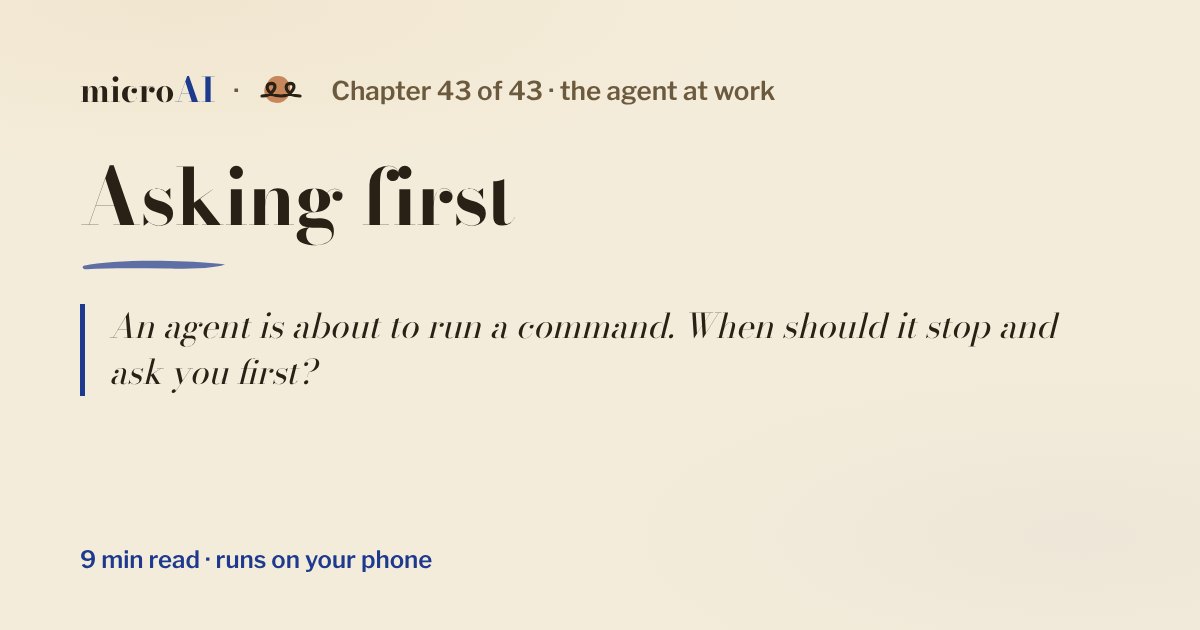 microAI · Chapter 43 of 43 · the agent at work
Asking first
An agent is about to run a command. When should it stop and
ask you first?
9 min read · runs on your phone